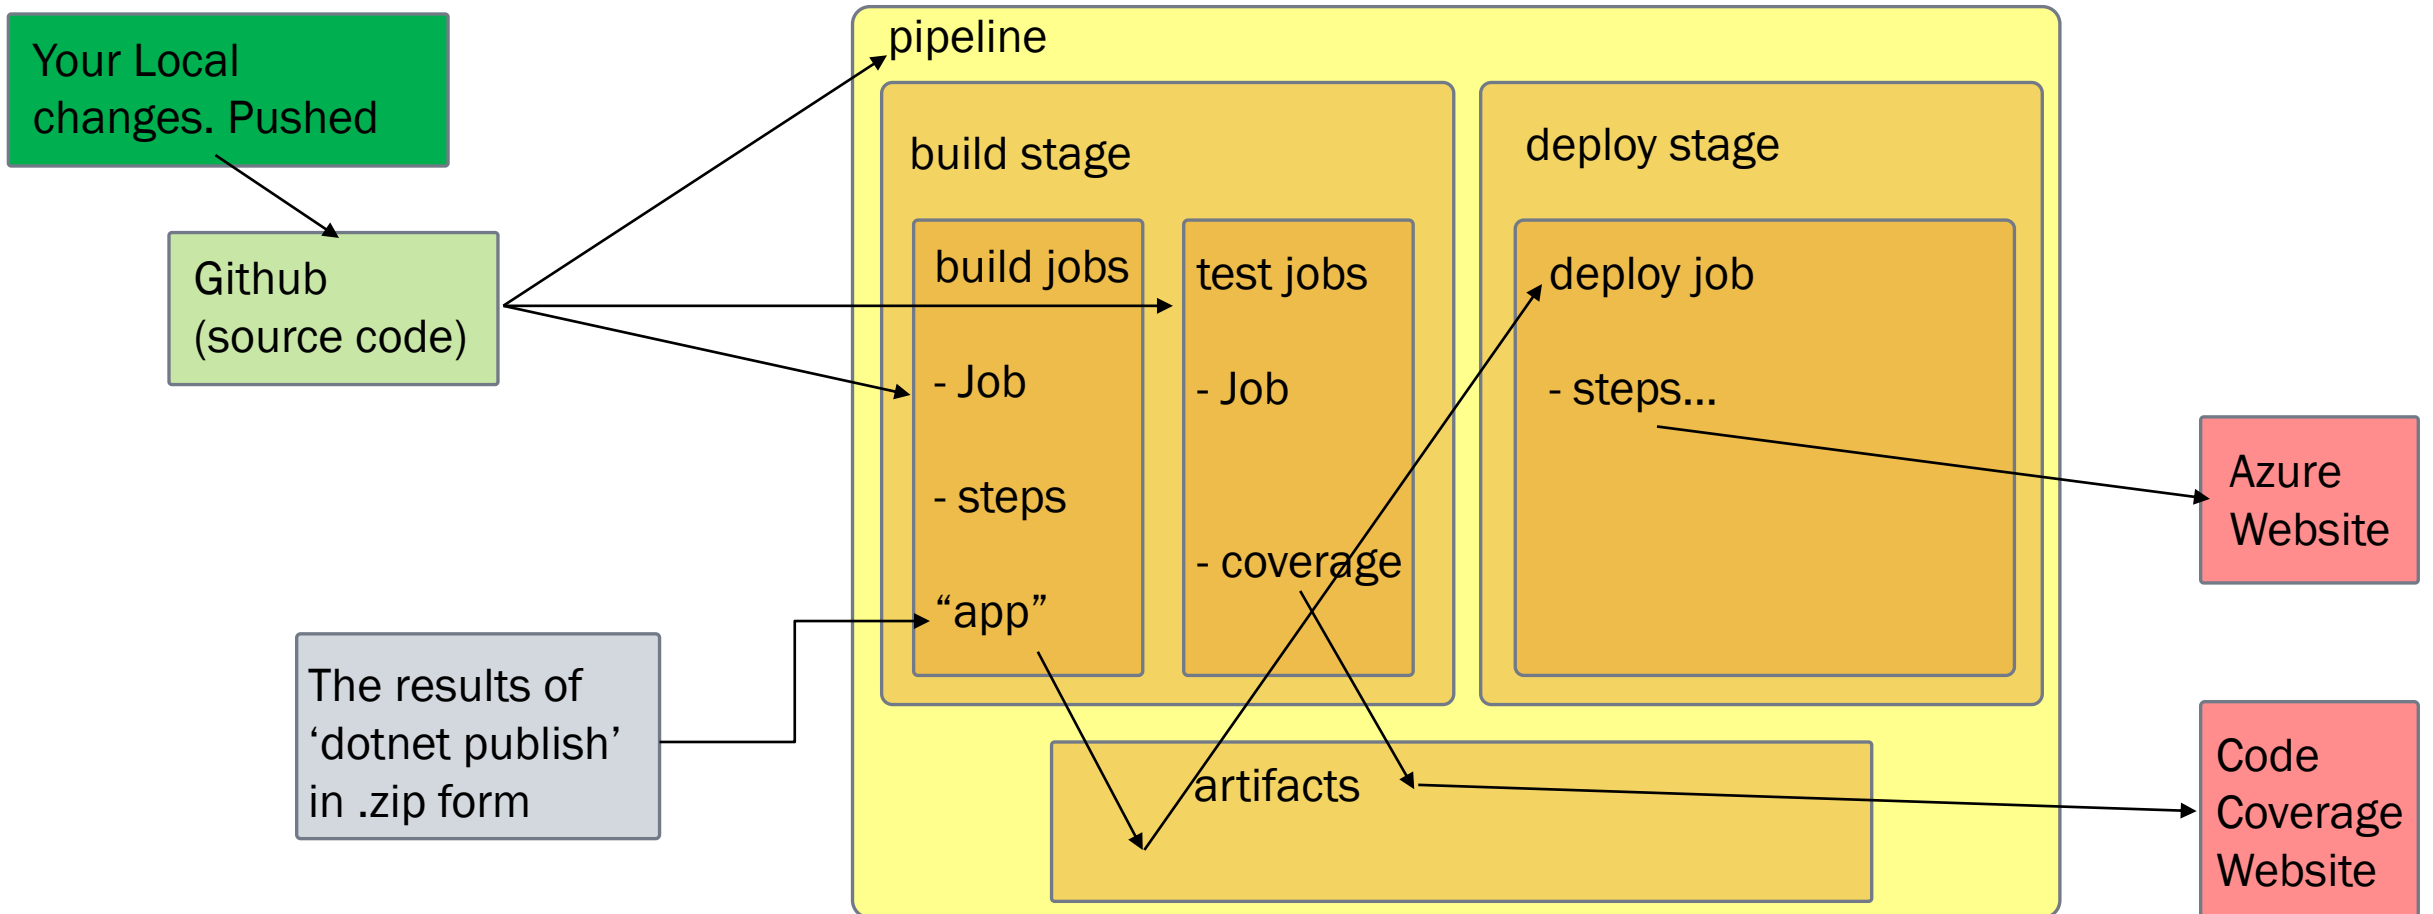 Your Local
changes. Pushed
Github
(source code)
The results of
‘dotnet publish’
in .zip form
pipeline
build stage
build jobs
- Job
- steps
“app”
test jobs
- Job
- coverage
deploy stage
deploy job
- steps...
artifacts
Azure
Website
Code
Coverage
Website